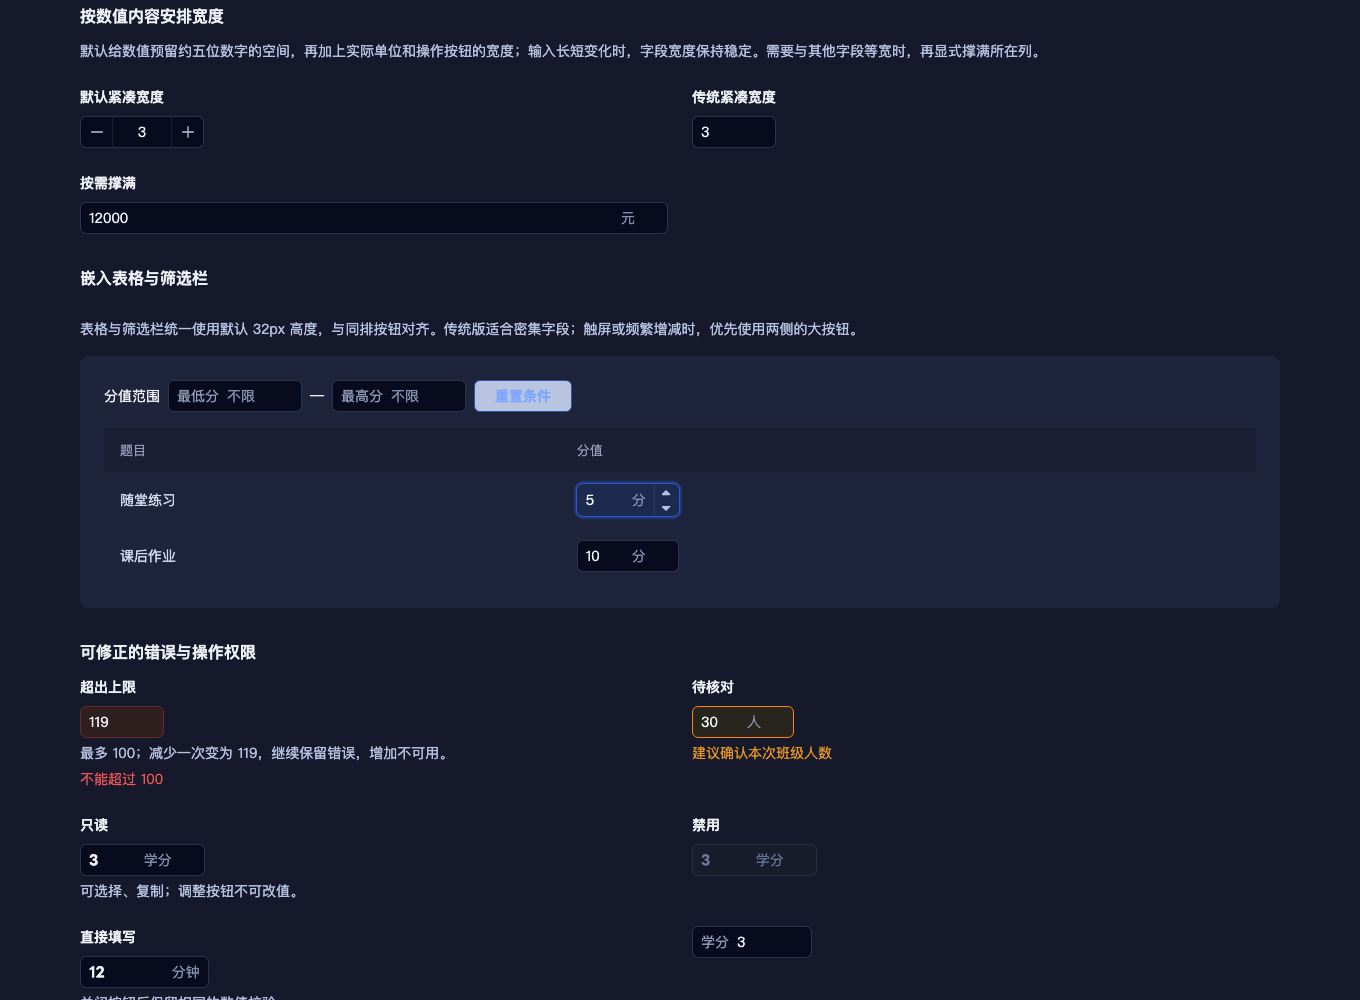 按数值内容安排宽度
默认给数值预留约五位数字的空间，再加上实际单位和操作按钮的宽度；输入长短变化时，字段宽度保持稳定。需要与其他字段等宽时，再显式撑满所在列。
默认紧凑宽度
传统紧凑宽度
3
3
按需撑满
12000 元
嵌入表格与筛选栏
表格与筛选栏统一使用默认 32px 高度，与同排按钮对齐。传统版适合密集字段；触屏或频繁增减时，优先使用两侧的大按钮。
分值范围 最低分 不限 — 最高分 不限 重置条件
题目 分值
随堂练习 5 分
课后作业 10 分
可修正的错误与操作权限
超出上限
待核对
119
30 人
最多 100；减少一次变为 119，继续保留错误，增加不可用。
建议确认本次班级人数
不能超过 100
只读
禁用
3 学分
3 学分
可选择、复制；调整按钮不可改值。
直接填写
学分 3
12 分钟